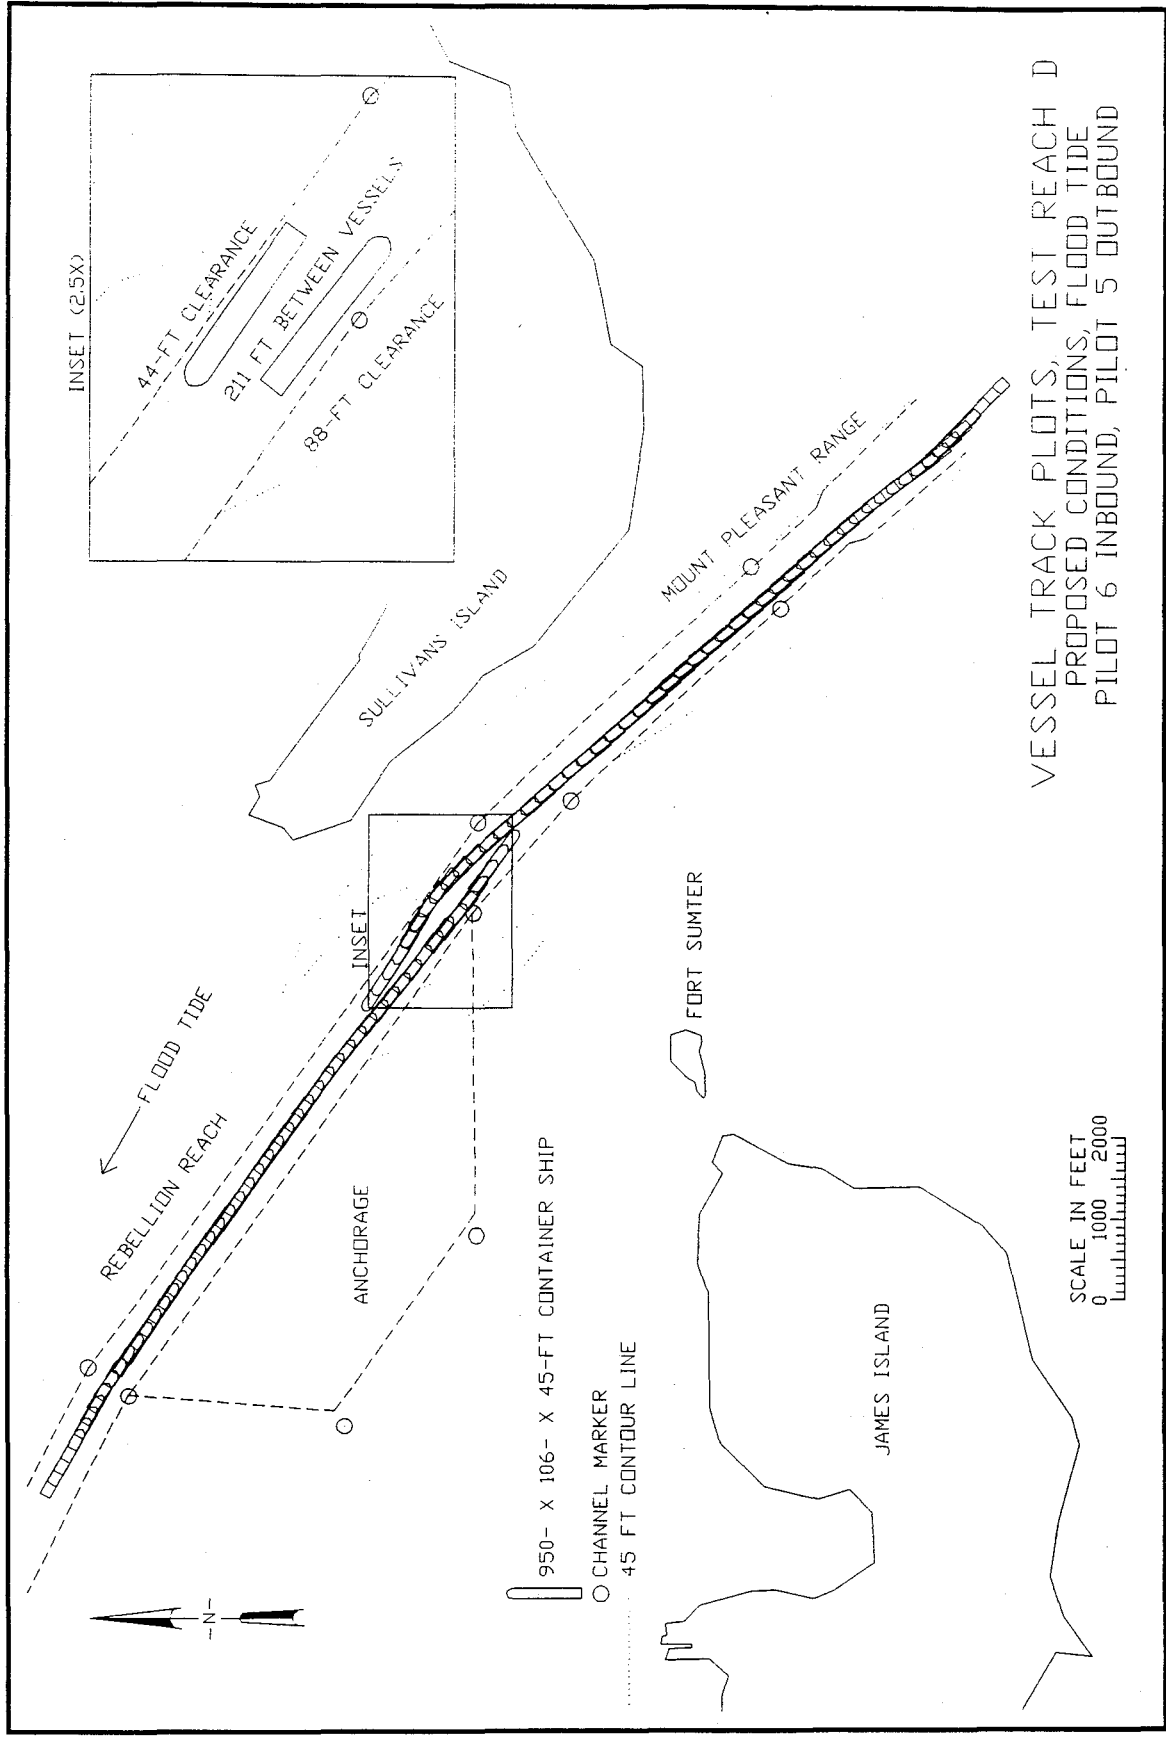 INSET (2.5X)
44-FT CLEARANCE
211 FT BETWEEN VESSELS
88-FT CLEARANCE
SULLIVANS ISLAND
MOUNT PLEASANT RANGE
INSET
FLOOD TIDE
REBELLION REACH
ANCHORAGE
FORT SUMTER
JAMES ISLAND
-N-
950- X 106- X 45-FT CONTAINER SHIP
CHANNEL MARKER
45 FT CONTOUR LINE
SCALE IN FEET
0 1000 2000
VESSEL TRACK PLOTS, TEST REACH D
PROPOSED CONDITIONS, FLOOD TIDE
PILOT 6 INBOUND, PILOT 5 OUTBOUND